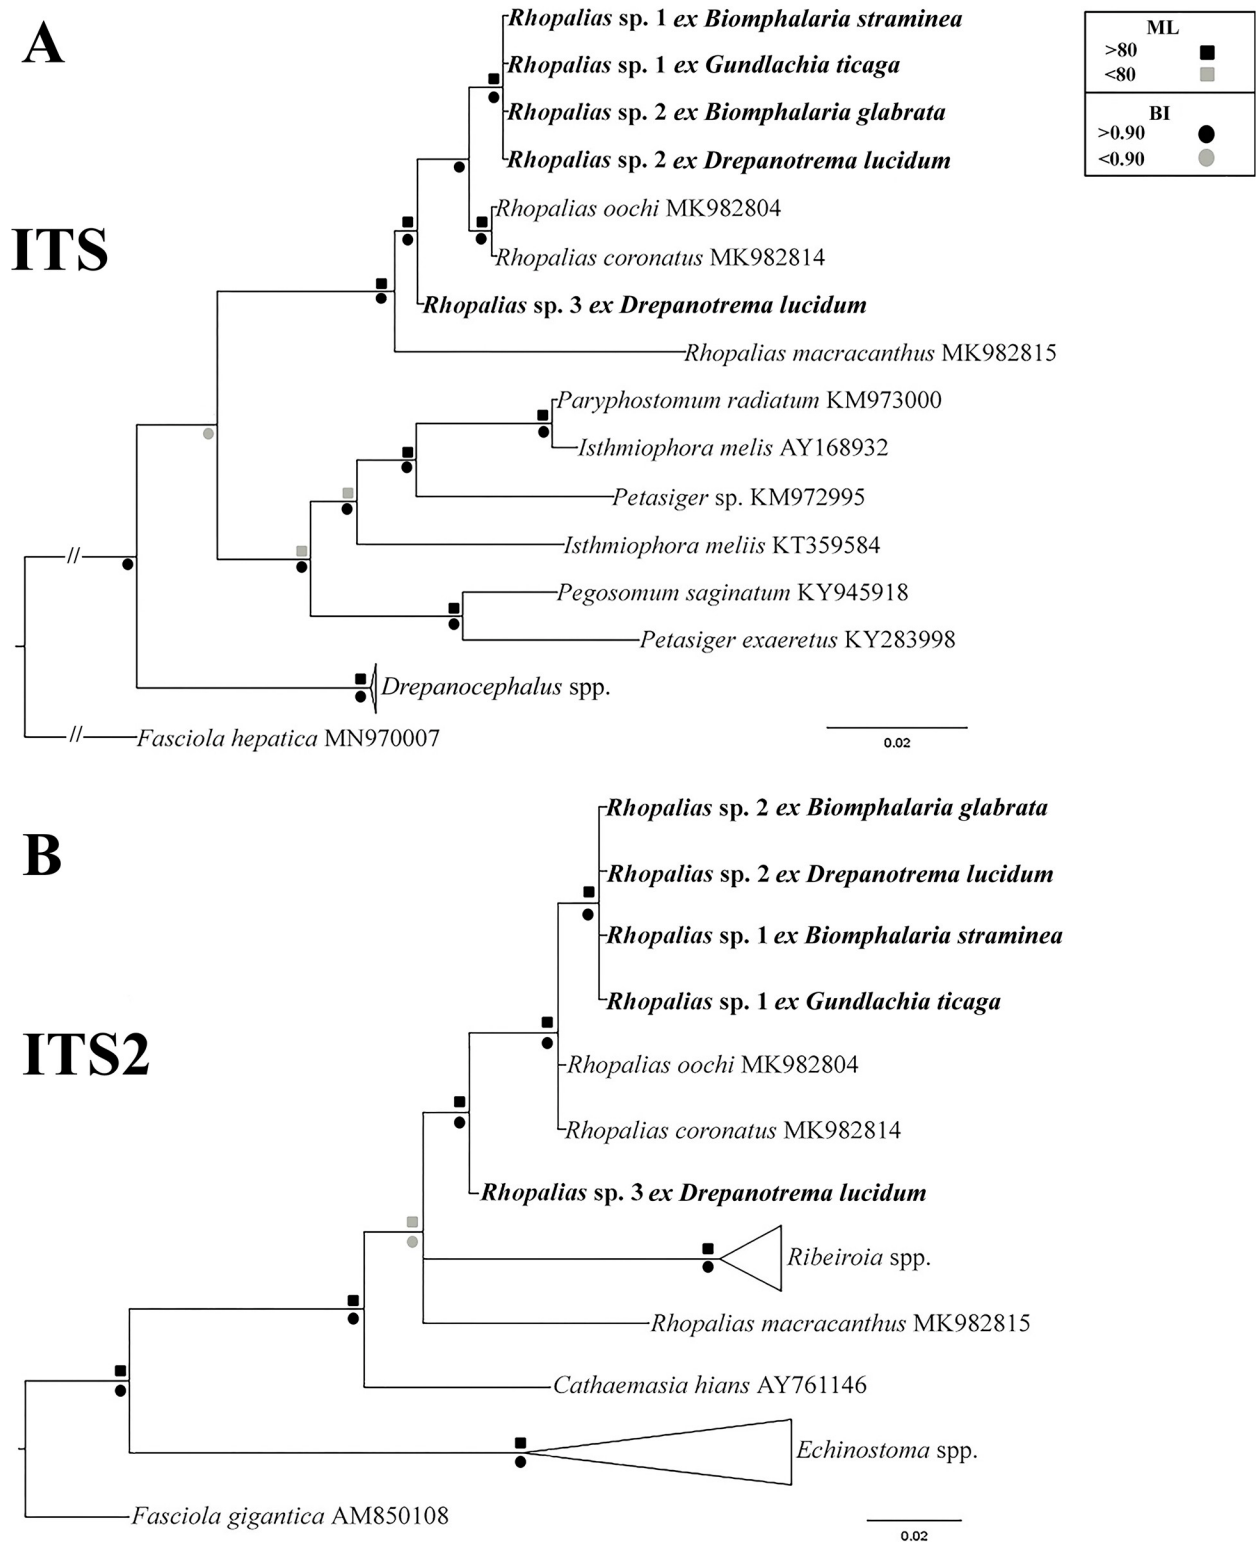 A
Rhopalias sp. 1 ex Biomphalaria straminea
Rhopalias sp. 1 ex Gundlachia ticaga
Rhopalias sp. 2 ex Biomphalaria glabrata
Rhopalias sp. 2 ex Drepanotrema lucidum
Rhopalias oochi MK982804
Rhopalias coronatus MK982814
Rhopalias sp. 3 ex Drepanotrema lucidum
Rhopalias macracanthus MK982815
Paryphostomum radiatum KM973000
Isthmiophora melis AY168932
Petasiger sp. KM972995
Isthmiophora meliis KT359584
Pegosomum saginatum KY945918
Petasiger exaeretus KY283998
Drepanocephalus spp.
Fasciola hepatica MN970007
ITS
//
//
0.02
ML
>80
<80
BI
>0.90
<0.90
B
Rhopalias sp. 2 ex Biomphalaria glabrata
Rhopalias sp. 2 ex Drepanotrema lucidum
Rhopalias sp. 1 ex Biomphalaria straminea
Rhopalias sp. 1 ex Gundlachia ticaga
Rhopalias oochi MK982804
Rhopalias coronatus MK982814
Rhopalias sp. 3 ex Drepanotrema lucidum
Ribeiroia spp.
Rhopalias macracanthus MK982815
Cathaemasia hians AY761146
Echinostoma spp.
Fasciola gigantica AM850108
ITS2
0.02